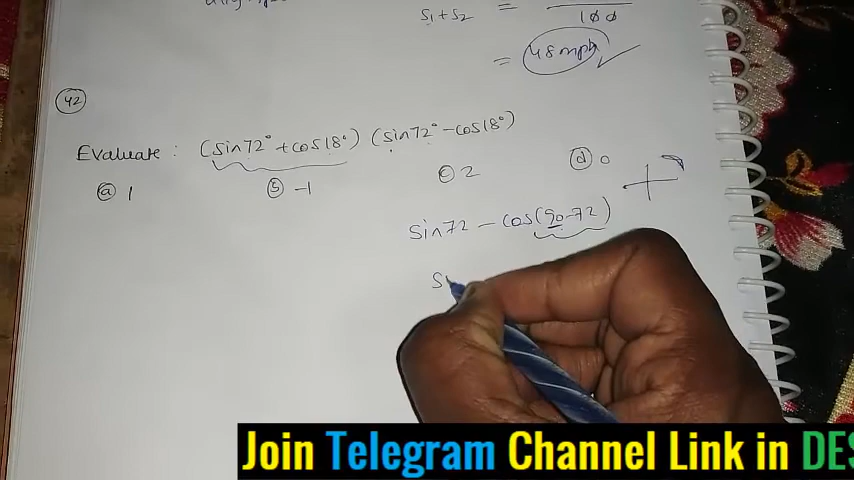 S₁+S₂ =
100
= 48 mph ✓
42
Evaluate : (sin72°+cos18°) (sin72°-cos18°)
ⓐ 1 ⓑ -1 ⓒ 2 ⓓ 0
sin72 - cos(90-72)
Join Telegram Channel Link in DES